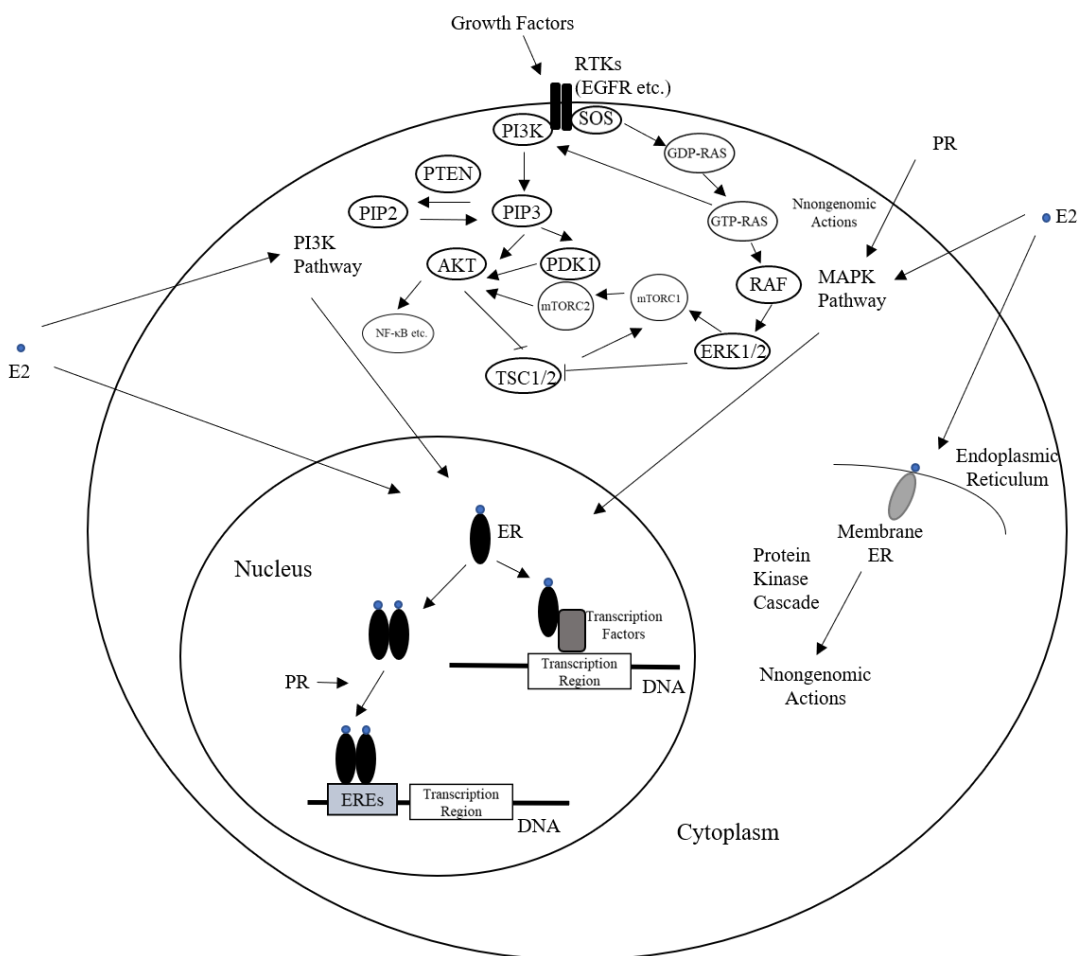 Growth Factors
RTKs
(EGFR etc.)
SOS
PI3K
GDP-RAS
PR
PTEN
PIP2
PIP3
GTP-RAS
Nnongenomic
Actions
E2
PI3K
Pathway
AKT
PDK1
RAF
MAPK
Pathway
mTORC2
mTORC1
NF-κB etc.
ERK1/2
TSC1/2
E2
Endoplasmic
Reticulum
ER
Membrane
ER
Nucleus
Protein
Kinase
Cascade
Transcription
Factors
Transcription
Region
DNA
PR
Nnongenomic
Actions
EREs
Transcription
Region
DNA
Cytoplasm